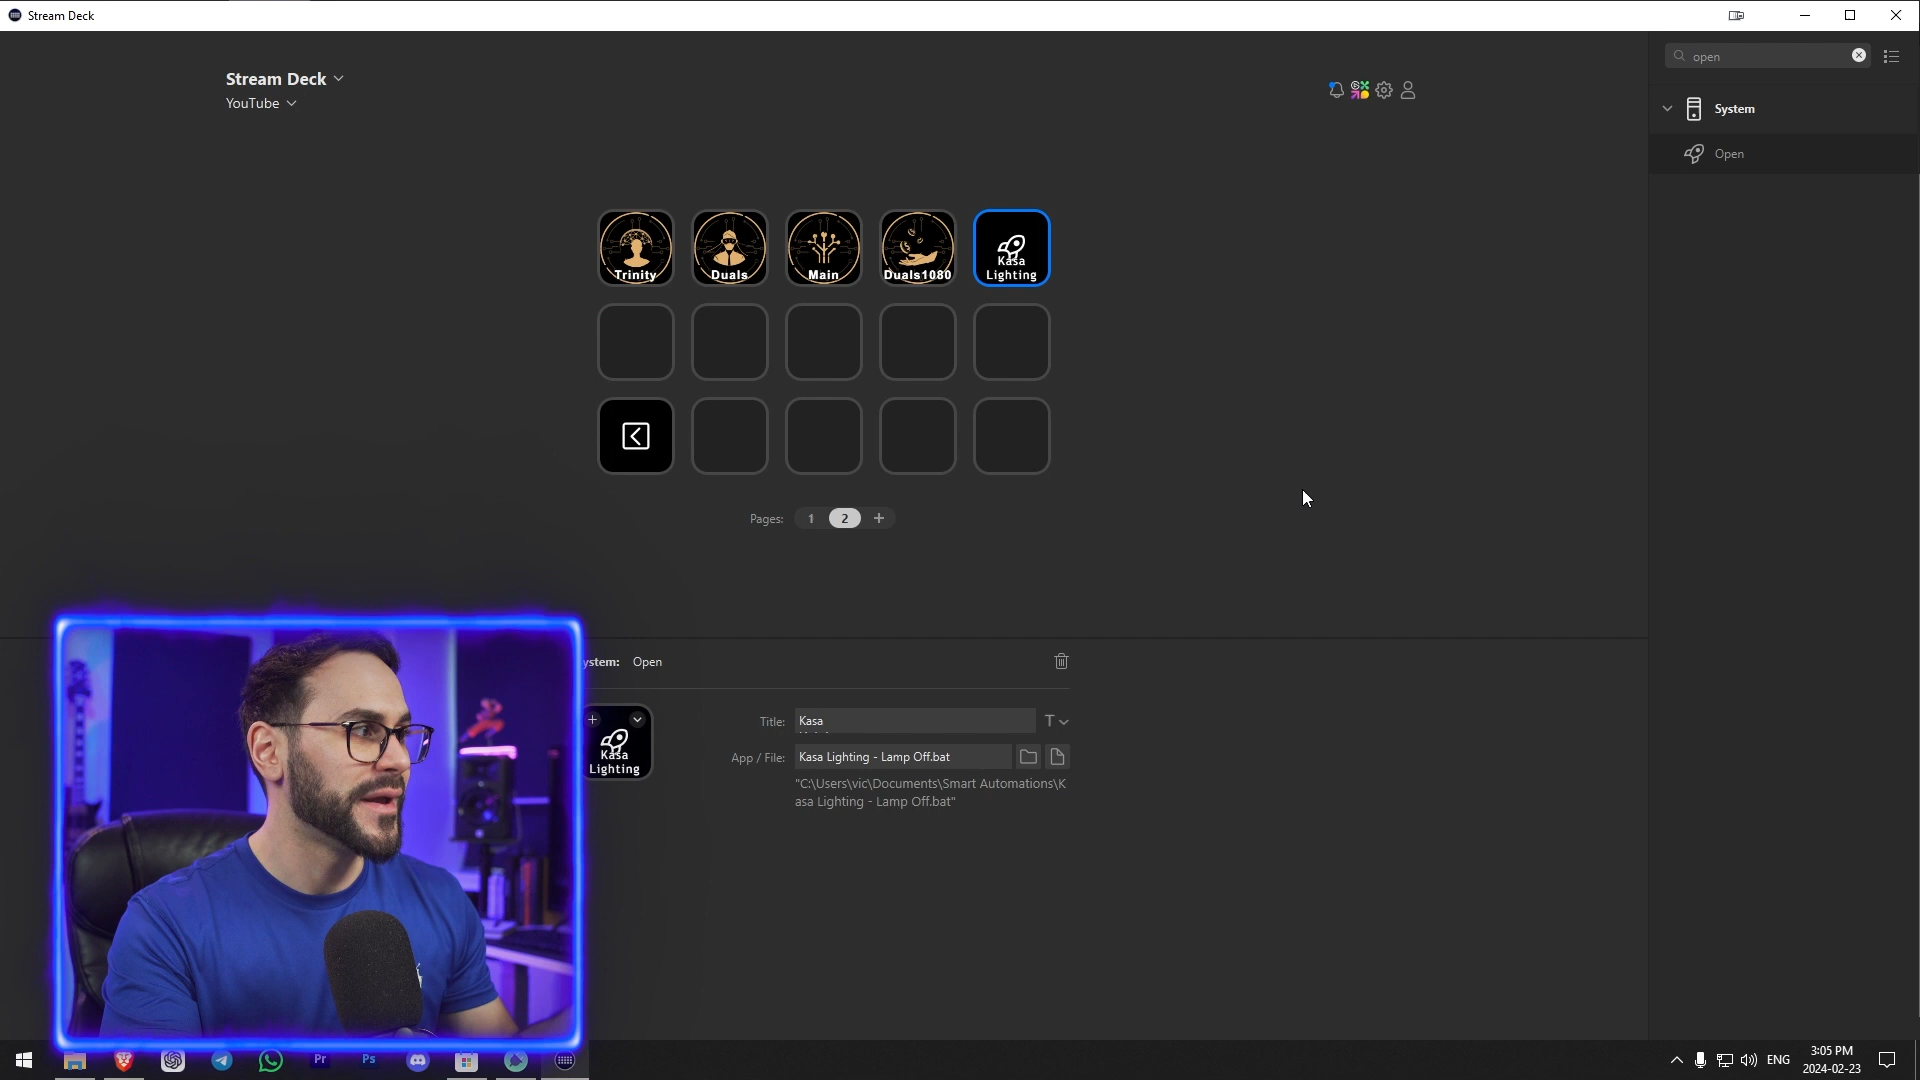 Stream Deck
open
Stream Deck
YouTube
System
Open
Trinity
Duals
Main
Duals1080
Kasa
Lighting
Pages:
1
2
+
ystem: Open
Title:
Kasa
T
Kasa
Lighting
App / File:
Kasa Lighting - Lamp Off.bat
"C:\Users\vic\Documents\Smart Automations\K
asa Lighting - Lamp Off.bat"
Pr
Ps
ENG
3:05 PM
2024-02-23